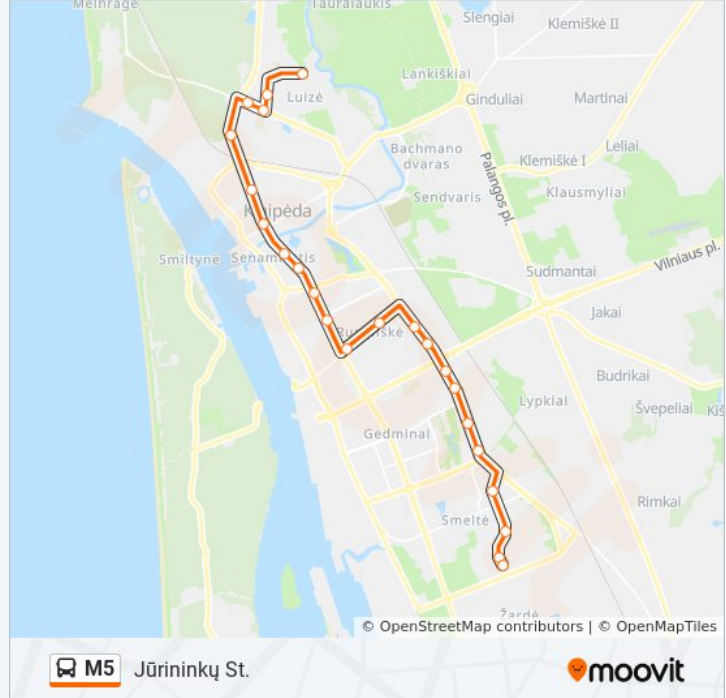 Melnragė
Tauralaukis
Slengiai
Klemiškė II
Lankiškiai
Luizė
Ginduliai
Martinai
Bachmano
dvaras
Leliai
Klemiškė I
Palangos pl.
Sendvaris
Klausmyliai
Klaipėda
Smiltynė
Senamiestis
Vilniaus pl.
Sudmantai
Jakai
Rumpiškė
Budrikai
Lypkiai
Švepeliai
Kiš
Gedminai
Rimkai
Smeltė
Žardė
© OpenStreetMap contributors | © OpenMapTiles
M5 Jūrininkų St.
moovit